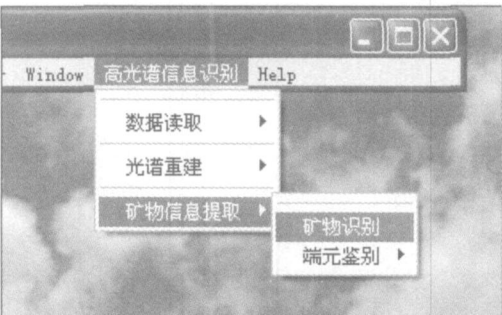 Window 高光谱信息识别 Help
数据读取
光谱重建
矿物信息提取
矿物识别
端元鉴别